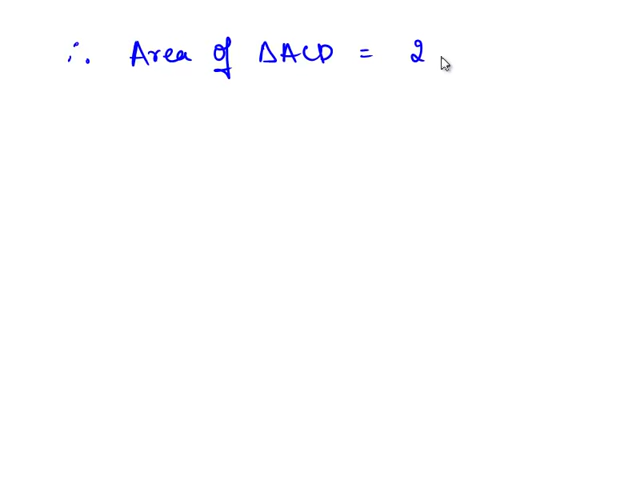 ∴ Area of ΔACD = 2